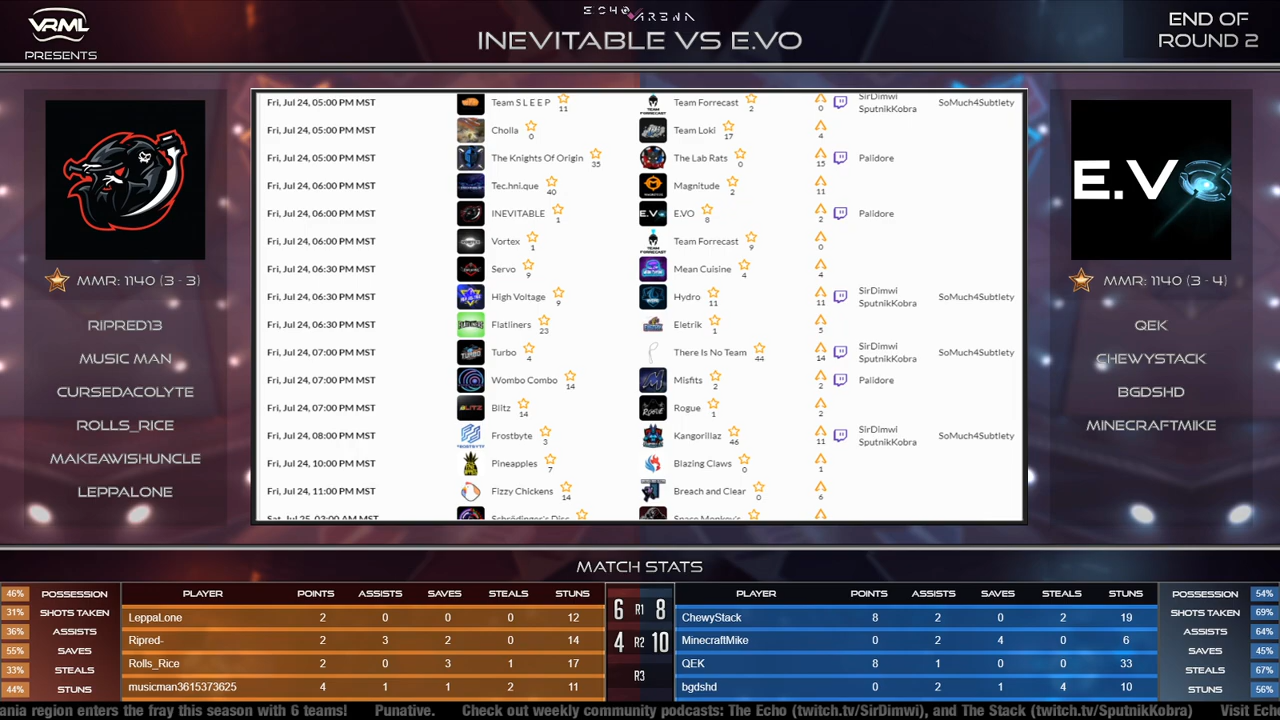 VRML
PRESENTS
ECHO ARENA
INEVITABLE VS E.VO
END OF
ROUND 2
MMR: 1140 (3 - 3)
RIPRED13
MUSIC MAN
CURSEDACOLYTE
ROLLS_RICE
MAKEAWISHUNCLE
LEPPALONE
Fri, Jul 24, 05:00 PM MST Team S L E E P 11 Team Forrecast 2 0 SirDimwi SputnikKobra SoMuch4Subtlety
Fri, Jul 24, 05:00 PM MST Cholla 0 Team Loki 17 4
Fri, Jul 24, 05:00 PM MST The Knights Of Origin 35 The Lab Rats 0 15 Palidore
Fri, Jul 24, 06:00 PM MST Tec.hni.que 40 Magnitude 2 11
Fri, Jul 24, 06:00 PM MST INEVITABLE 1 E.VO E.VO 8 2 Palidore
Fri, Jul 24, 06:00 PM MST Vortex 1 Team Forrecast 9 0
Fri, Jul 24, 06:30 PM MST Servo 9 Mean Cuisine 4 4
Fri, Jul 24, 06:30 PM MST High Voltage 9 Hydro 11 11 SirDimwi SputnikKobra SoMuch4Subtlety
Fri, Jul 24, 06:30 PM MST Flatliners 23 Eletrik 1 5
Fri, Jul 24, 07:00 PM MST Turbo 4 There Is No Team 44 14 SirDimwi SputnikKobra SoMuch4Subtlety
Fri, Jul 24, 07:00 PM MST Wombo Combo 14 Misfits 2 2 Palidore
Fri, Jul 24, 07:00 PM MST BLITZ Blitz 14 ROGUE Rogue 1 2
Fri, Jul 24, 08:00 PM MST Frostbyte 3 Kangorillaz 46 11 SirDimwi SputnikKobra SoMuch4Subtlety
Fri, Jul 24, 10:00 PM MST Pineapples 7 Blazing Claws 0 1
Fri, Jul 24, 11:00 PM MST Fizzy Chickens 14 Breach and Clear 0 6
Sat, Jul 25, 03:00 AM MST Schrödinger's Disc Space Monkey's
E.V
MMR: 1140 (3 - 4)
QEK
CHEWYSTACK
BGDSHD
MINECRAFTMIKE
MATCH STATS
46% POSSESSION
31% SHOTS TAKEN
36% ASSISTS
55% SAVES
33% STEALS
44% STUNS
PLAYER POINTS ASSISTS SAVES STEALS STUNS
LeppaLone 2 0 0 0 12
Ripred- 2 3 2 0 14
Rolls_Rice 2 0 3 1 17
musicman3615373625 4 1 1 2 11
6 R1 8
4 R2 10
R3
PLAYER POINTS ASSISTS SAVES STEALS STUNS
ChewyStack 8 2 0 2 19
MinecraftMike 0 2 4 0 6
QEK 8 1 0 0 33
bgdshd 0 2 1 4 10
POSSESSION 54%
SHOTS TAKEN 69%
ASSISTS 64%
SAVES 45%
STEALS 67%
STUNS 56%
ania region enters the fray this season with 6 teams! Punative. Check out weekly community podcasts: The Echo (twitch.tv/SirDimwi), and The Stack (twitch.tv/SputnikKobra) Visit Ech